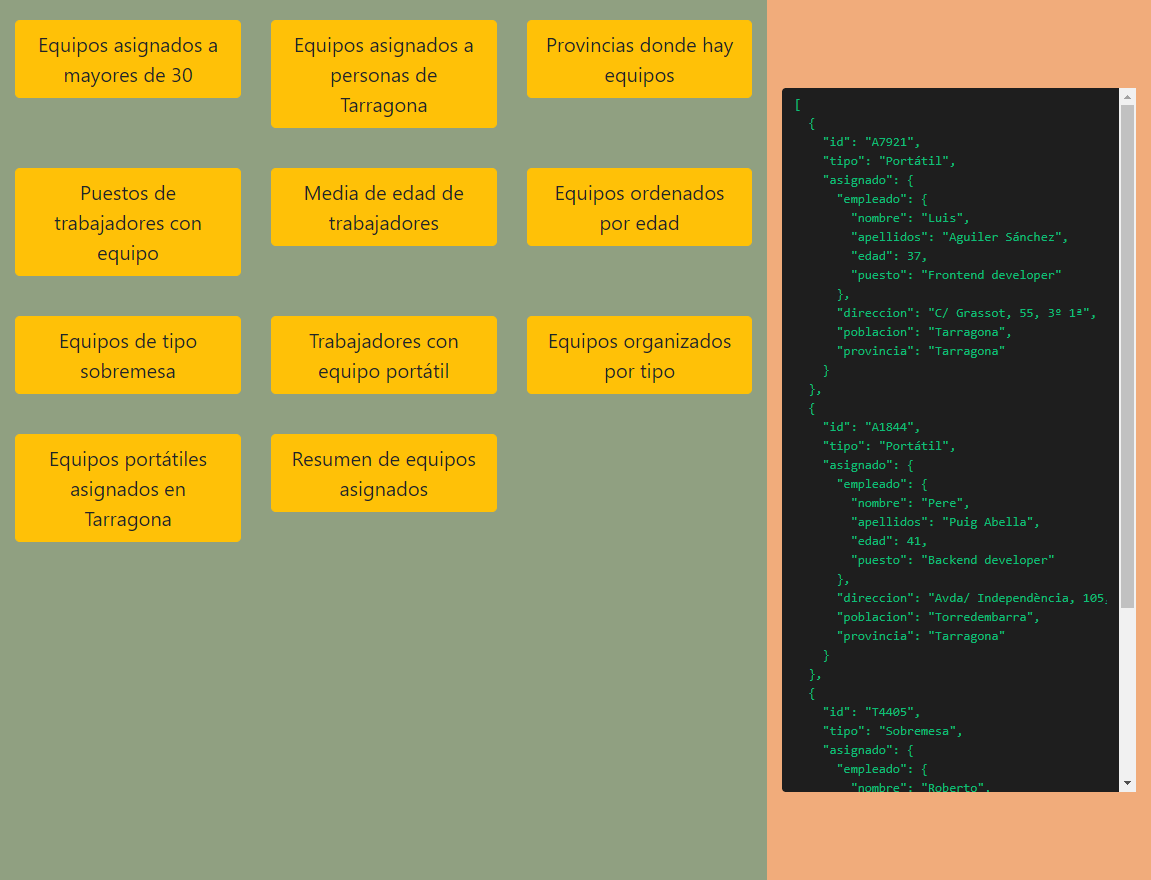 Equipos asignados a
mayores de 30
Equipos asignados a
personas de
Tarragona
Provincias donde hay
equipos
Puestos de
trabajadores con
equipo
Media de edad de
trabajadores
Equipos ordenados
por edad
Equipos de tipo
sobremesa
Trabajadores con
equipo portátil
Equipos organizados
por tipo
Equipos portátiles
asignados en
Tarragona
Resumen de equipos
asignados
[
{
"id": "A7921",
"tipo": "Portátil",
"asignado": {
"empleado": {
"nombre": "Luis",
"apellidos": "Aguiler Sánchez",
"edad": 37,
"puesto": "Frontend developer"
},
"direccion": "C/ Grassot, 55, 3º 1ª",
"poblacion": "Tarragona",
"provincia": "Tarragona"
}
},
{
"id": "A1844",
"tipo": "Portátil",
"asignado": {
"empleado": {
"nombre": "Pere",
"apellidos": "Puig Abella",
"edad": 41,
"puesto": "Backend developer"
},
"direccion": "Avda/ Independència, 105,
"poblacion": "Torredembarra",
"provincia": "Tarragona"
}
},
{
"id": "T4405",
"tipo": "Sobremesa",
"asignado": {
"empleado": {
"nombre": "Roberto",